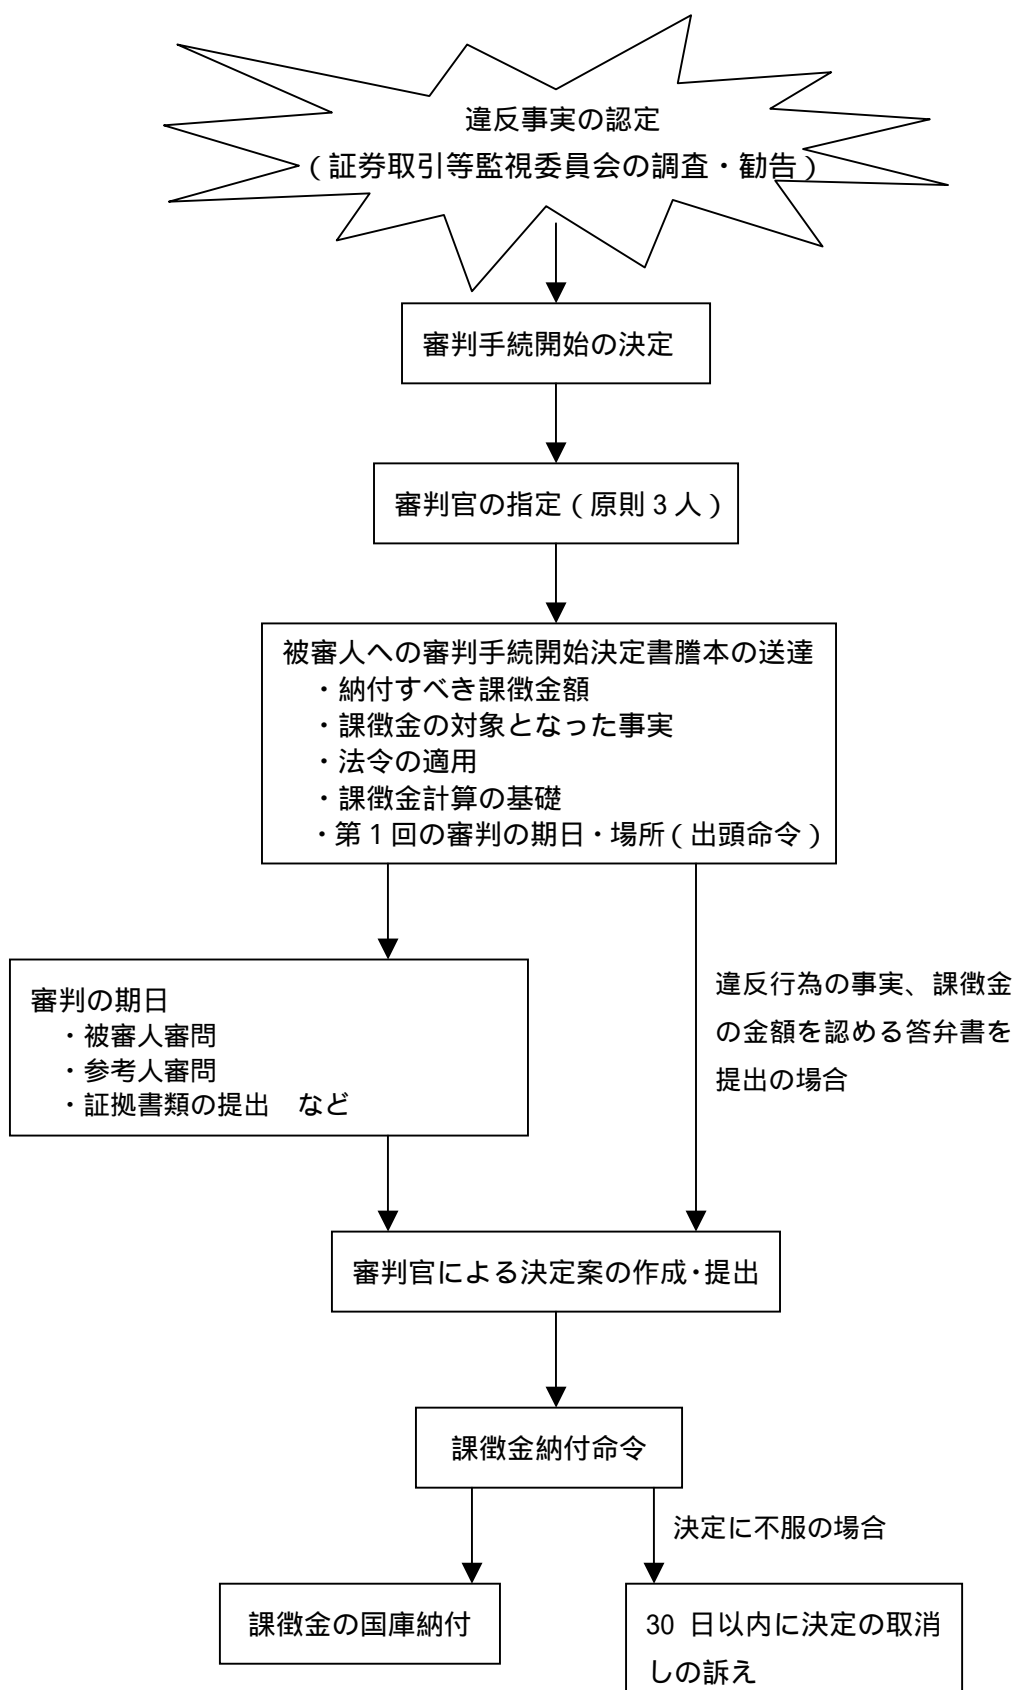 違反事実の認定
（証券取引等監視委員会の調査・勧告）
審判手続開始の決定
審判官の指定（原則３人）
被審人への審判手続開始決定書謄本の送達
・納付すべき課徴金額
・課徴金の対象となった事実
・法令の適用
・課徴金計算の基礎
・第１回の審判の期日・場所（出頭命令）
審判の期日
・被審人審問
・参考人審問
・証拠書類の提出　など
違反行為の事実、課徴金
の金額を認める答弁書を
提出の場合
審判官による決定案の作成・提出
課徴金納付命令
決定に不服の場合
課徴金の国庫納付
30 日以内に決定の取消
しの訴え